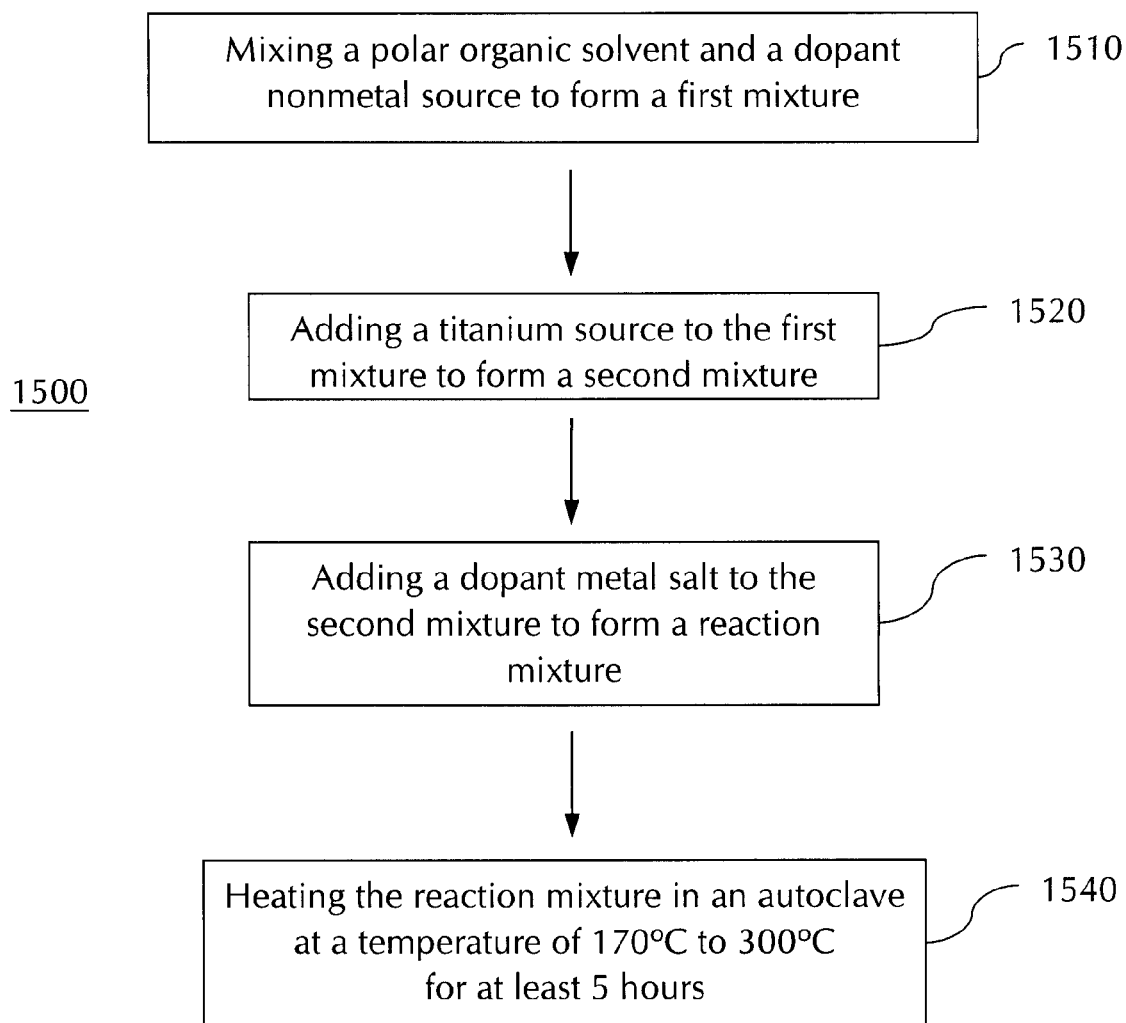 Mixing a polar organic solvent and a dopant
nonmetal source to form a first mixture
1510
Adding a titanium source to the first
mixture to form a second mixture
1520
1500
Adding a dopant metal salt to the
second mixture to form a reaction
mixture
1530
Heating the reaction mixture in an autoclave
at a temperature of 170ºC to 300ºC
for at least 5 hours
1540